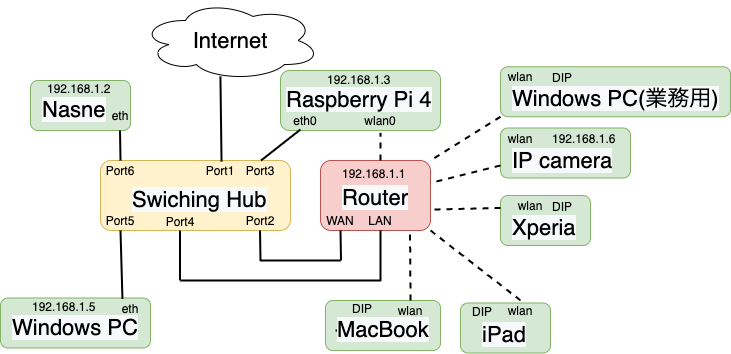 Internet
192.168.1.2
Nasne eth
192.168.1.3
Raspberry Pi 4
eth0 wlan0
wlan DIP
Windows PC(業務用)
wlan 192.168.1.6
IP camera
Port6 Port1 Port3
Swiching Hub
Port5 Port4 Port2
192.168.1.1
Router
WAN LAN
wlan DIP
Xperia
192.168.1.5 eth
Windows PC
DIP wlan
MacBook
DIP wlan
iPad